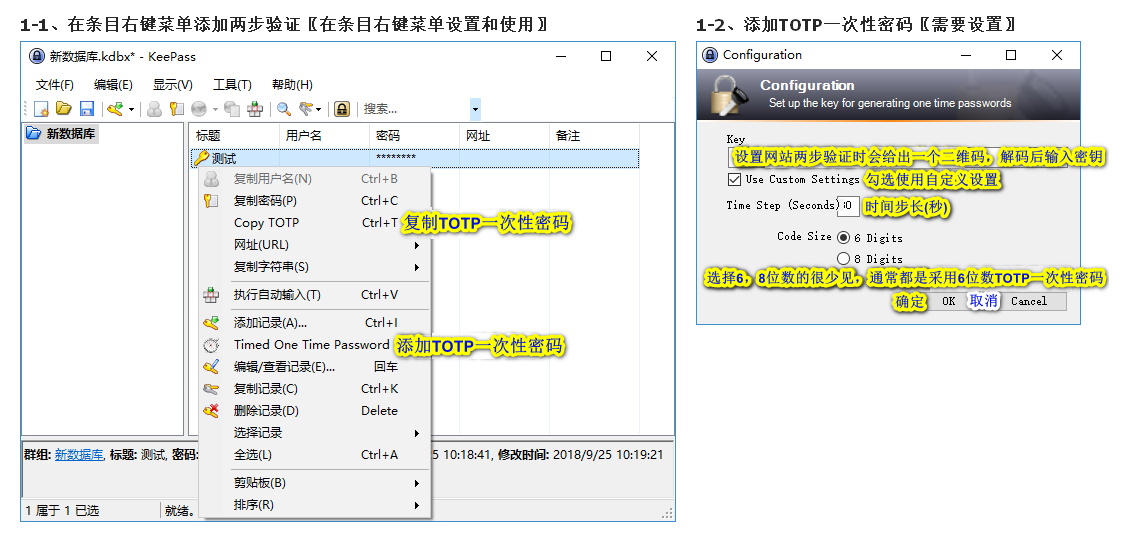 1-1、在条目右键菜单添加两步验证〖在条目右键菜单设置和使用〗
新数据库.kdbx* - KeePass
文件(F) 编辑(E) 显示(V) 工具(T) 帮助(H)
搜索...
新数据库
标题 用户名 密码 网址 备注
测试 ********
复制用户名(N) Ctrl+B
复制密码(P) Ctrl+C
Copy TOTP Ctrl+T 复制TOTP一次性密码
网址(URL)
复制字符串(S)
执行自动输入(T) Ctrl+V
添加记录(A)... Ctrl+I
Timed One Time Password 添加TOTP一次性密码
编辑/查看记录(E)... 回车
复制记录(C) Ctrl+K
删除记录(D) Delete
选择记录
全选(L) Ctrl+A
剪贴板(B)
排序(R)
群组: 新数据库, 标题: 测试, 密码: 5 10:18:41, 修改时间: 2018/9/25 10:19:21
1 属于 1 已选 就绪。
1-2、添加TOTP一次性密码〖需要设置〗
Configuration
Configuration
Set up the key for generating one time passwords
Key
设置网站两步验证时会给出一个二维码，解码后输入密钥
Use Custom Settings 勾选使用自定义设置
Time Step (Seconds) 时间步长(秒)
Code Size 6 Digits
8 Digits
选择6，8位数的很少见，通常都是采用6位数TOTP一次性密码
确定 OK 取消 Cancel